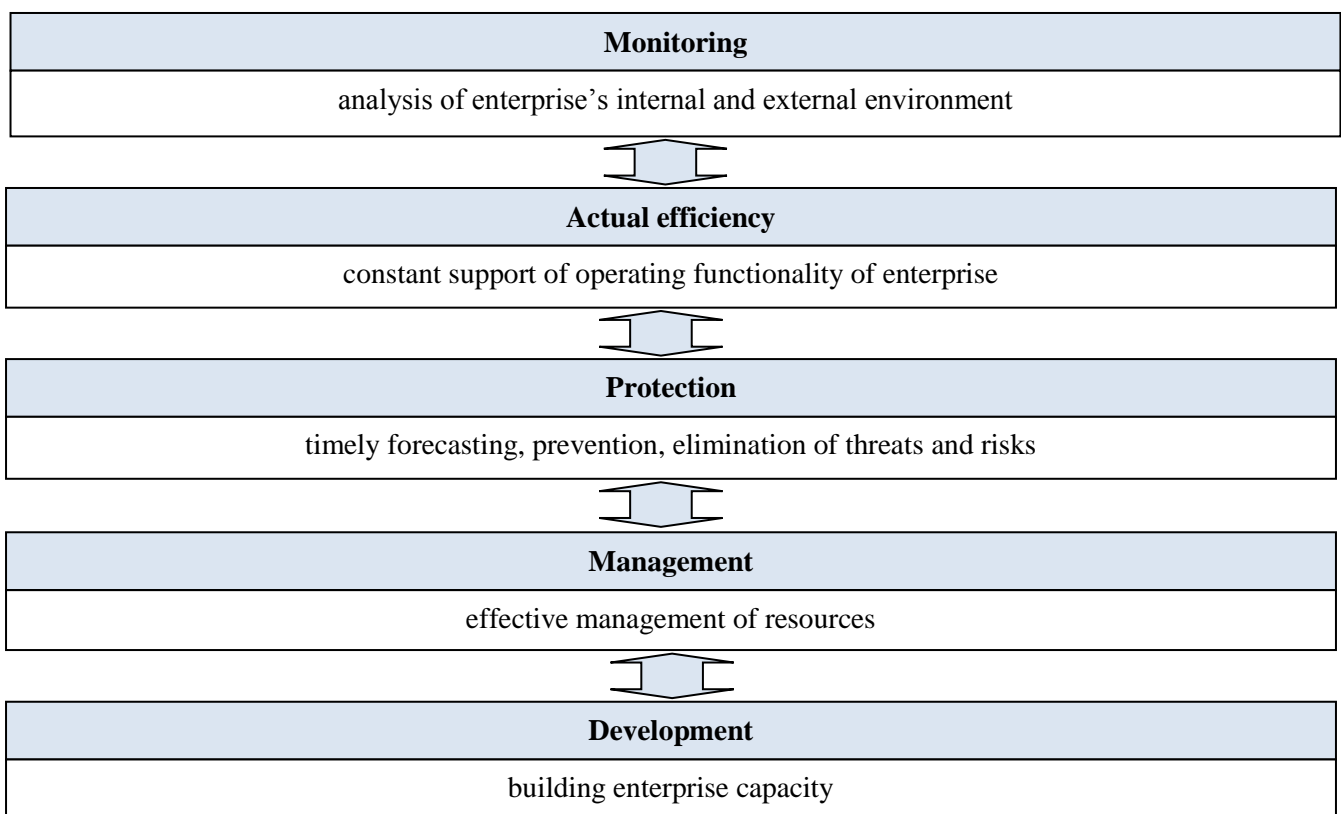 Monitoring
analysis of enterprise’s internal and external environment
Actual efficiency
constant support of operating functionality of enterprise
Protection
timely forecasting, prevention, elimination of threats and risks
Management
effective management of resources
Development
building enterprise capacity